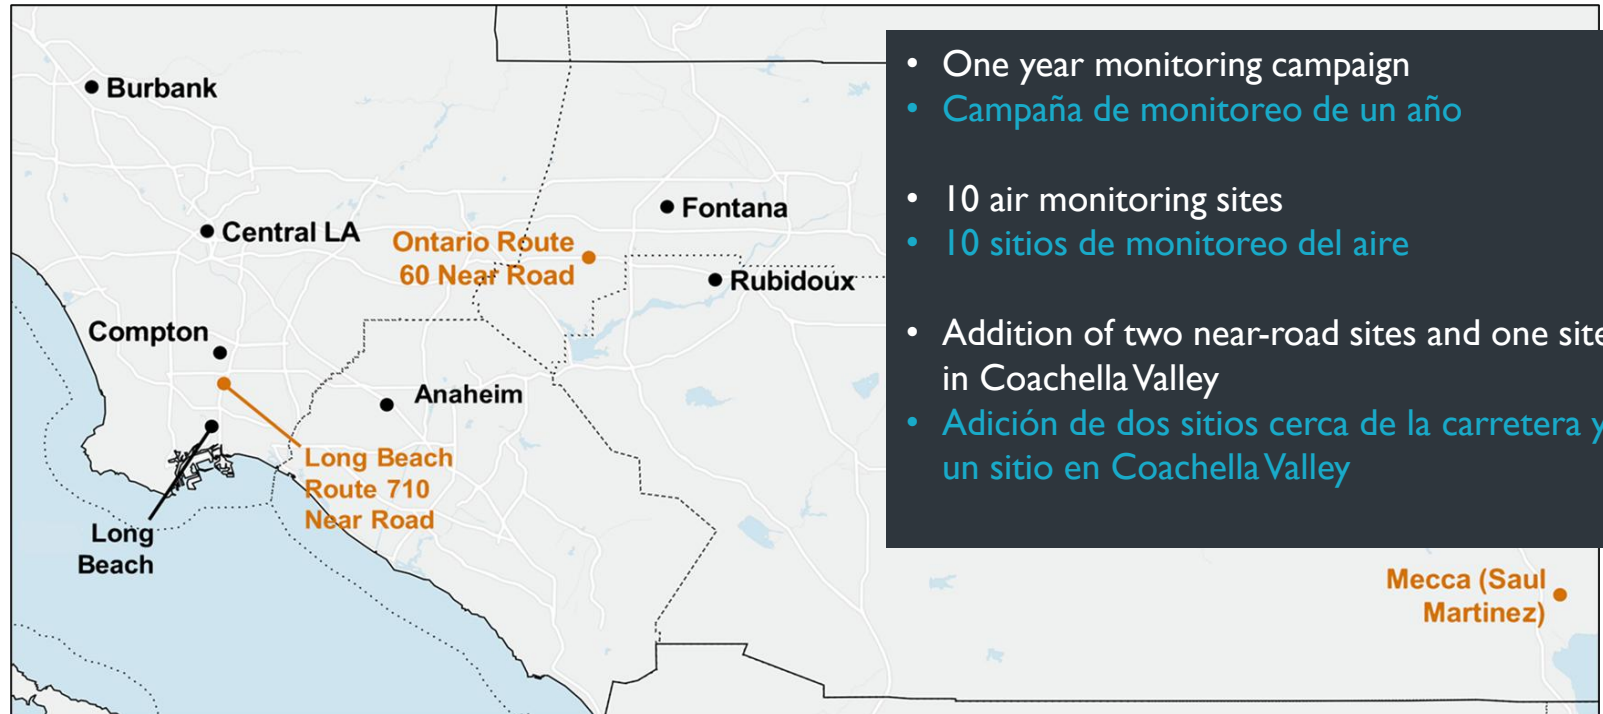 Burbank
Central LA
Ontario Route
60 Near Road
Fontana
Rubidoux
Compton
Anaheim
Long Beach
Route 710
Near Road
Long
Beach
Mecca (Saul
Martinez)
• One year monitoring campaign
• Campaña de monitoreo de un año
• 10 air monitoring sites
• 10 sitios de monitoreo del aire
• Addition of two near-road sites and one site
in Coachella Valley
• Adición de dos sitios cerca de la carretera y
un sitio en Coachella Valley